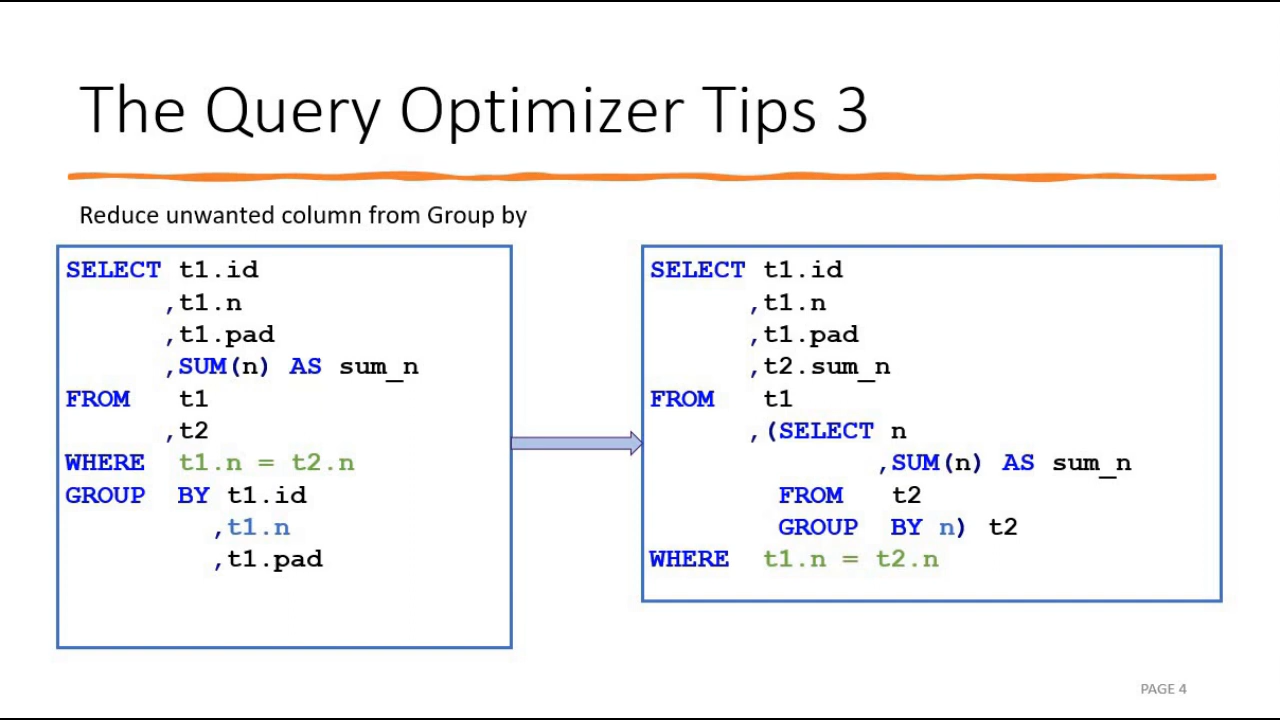 The Query Optimizer Tips 3
Reduce unwanted column from Group by
SELECT t1.id
,t1.n
,t1.pad
,SUM(n) AS sum_n
FROM t1
,t2
WHERE t1.n = t2.n
GROUP BY t1.id
,t1.n
,t1.pad
SELECT t1.id
,t1.n
,t1.pad
,t2.sum_n
FROM t1
,(SELECT n
,SUM(n) AS sum_n
FROM t2
GROUP BY n) t2
WHERE t1.n = t2.n
PAGE 4